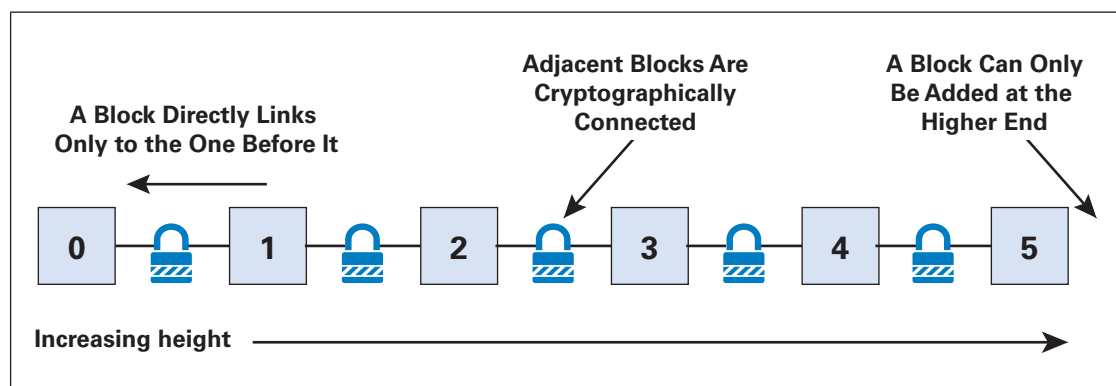 Adjacent Blocks Are
Cryptographically
Connected
A Block Can Only
Be Added at the
Higher End
A Block Directly Links
Only to the One Before It
0 1 2 3 4 5
Increasing height